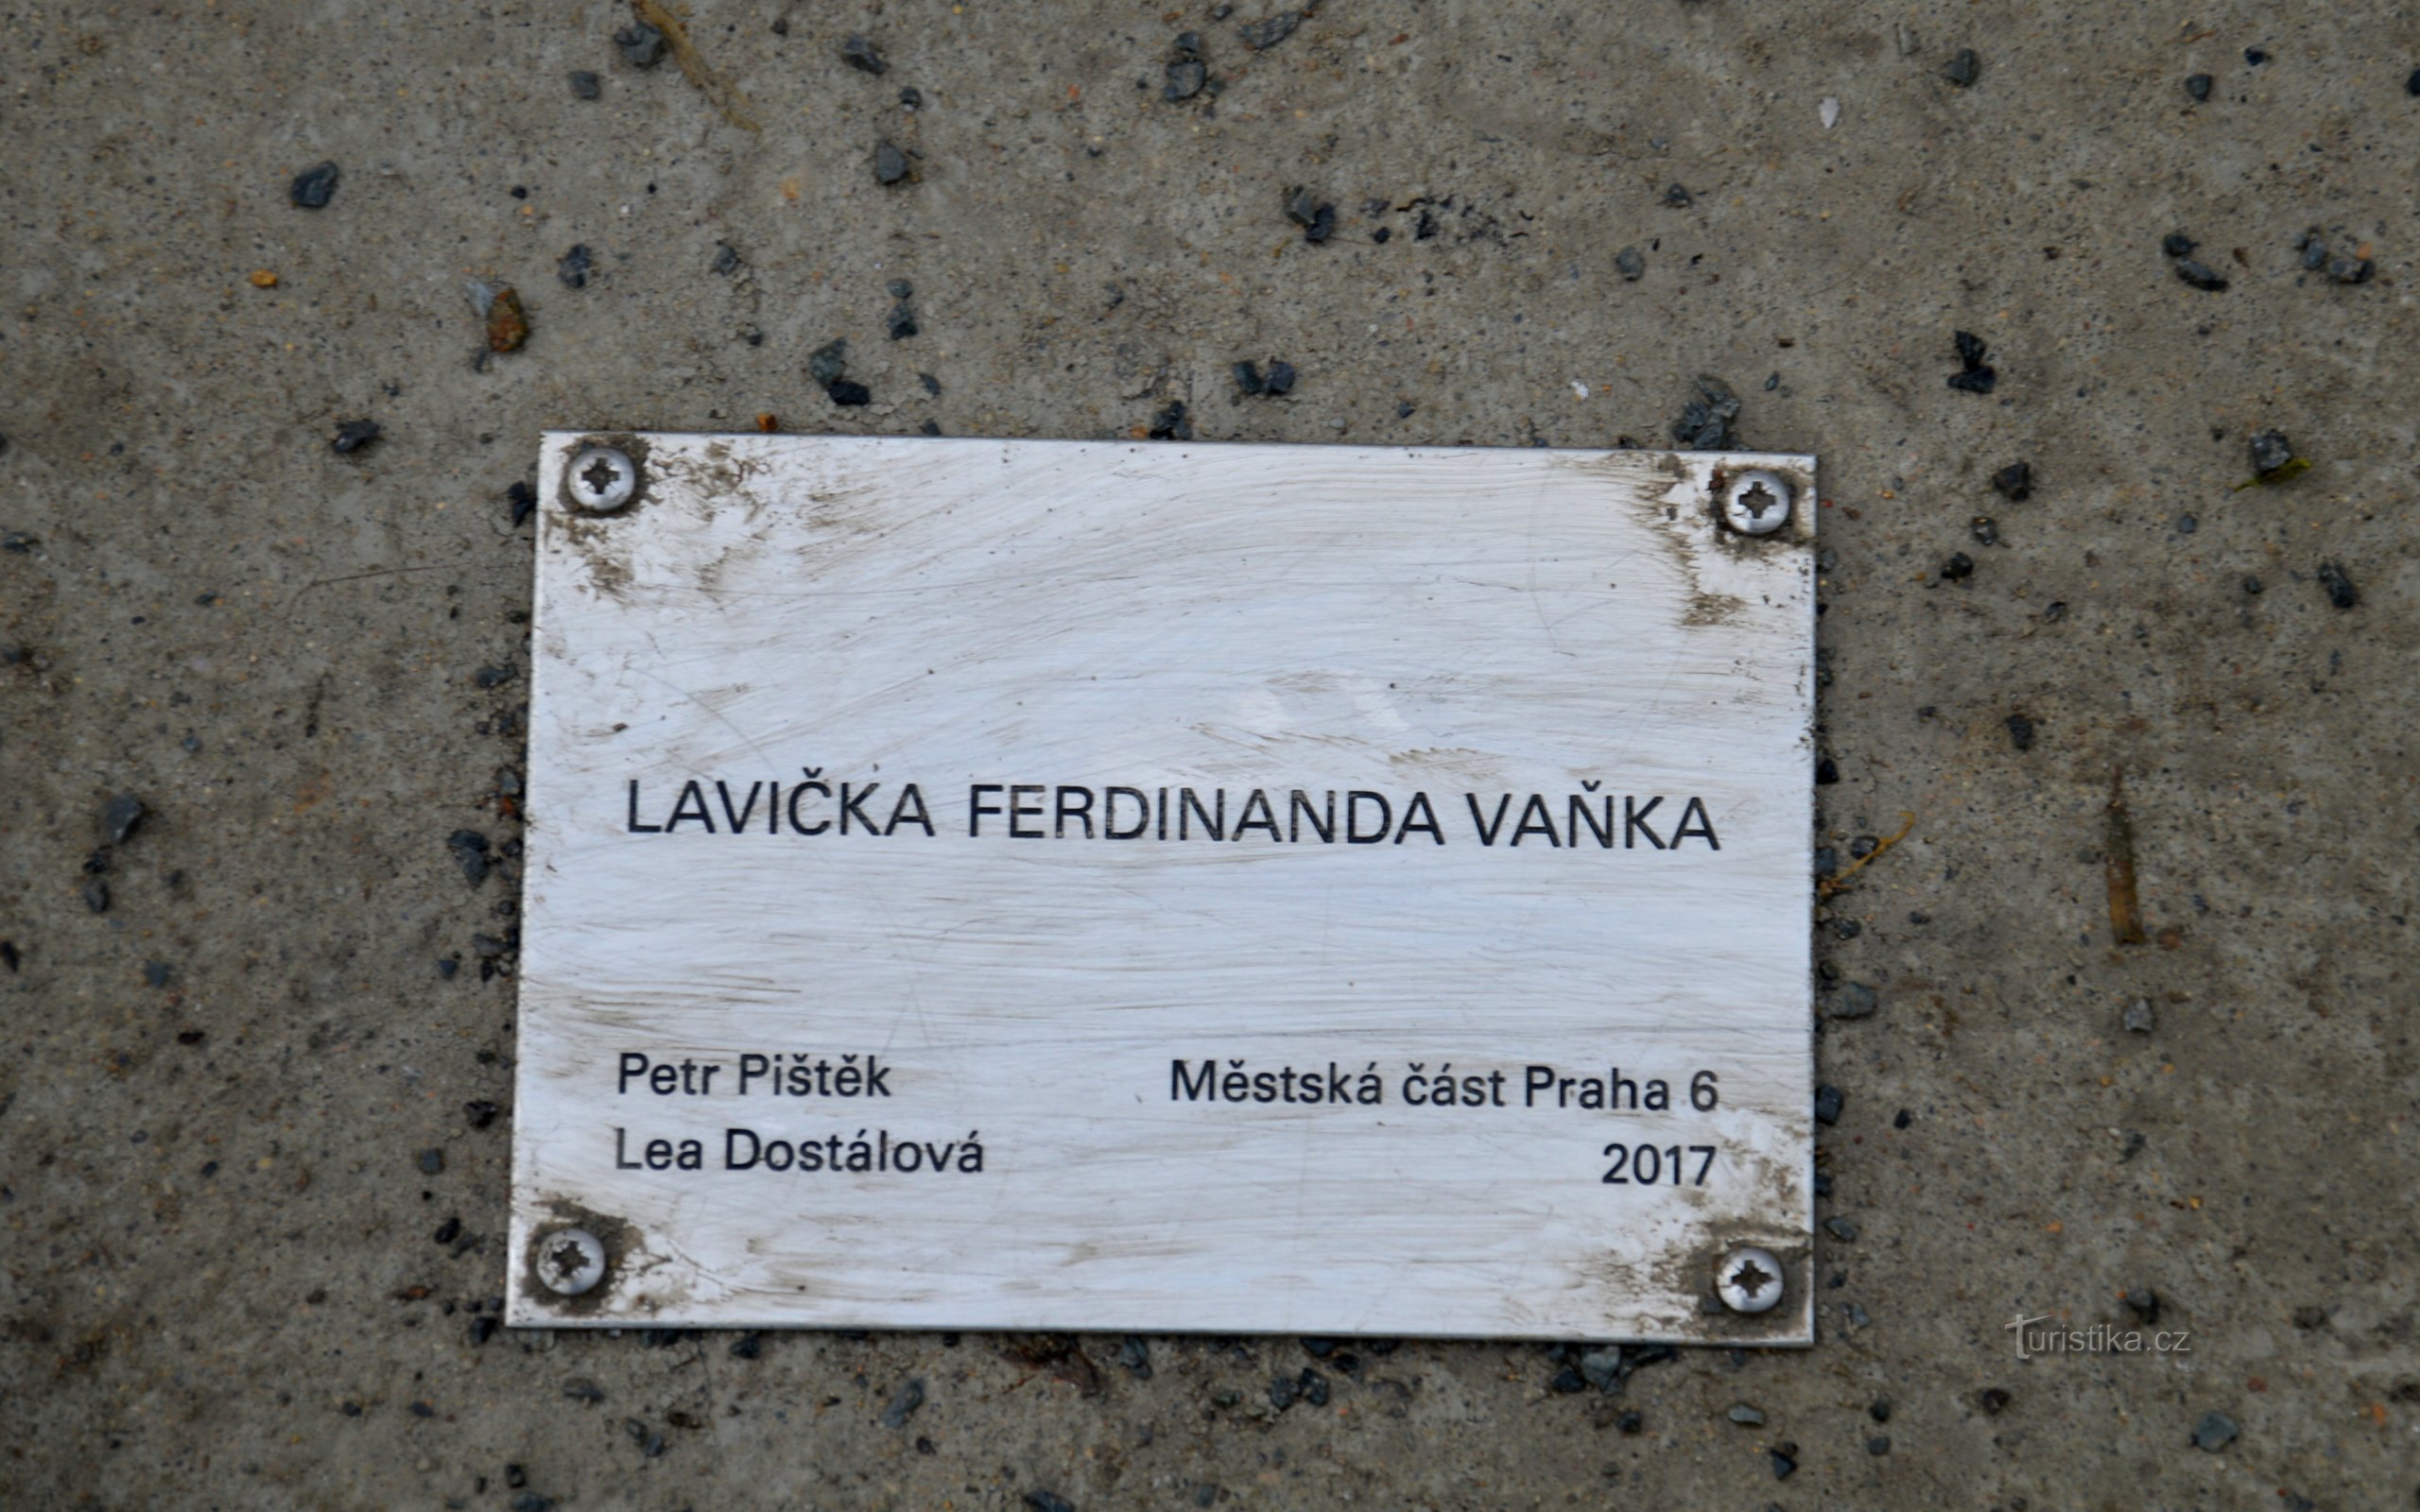 LAVIČKA FERDINANDA VAŇKA
Petr Pištěk
Lea Dostálová
Městská část Praha 6
2017
Turistika.cz